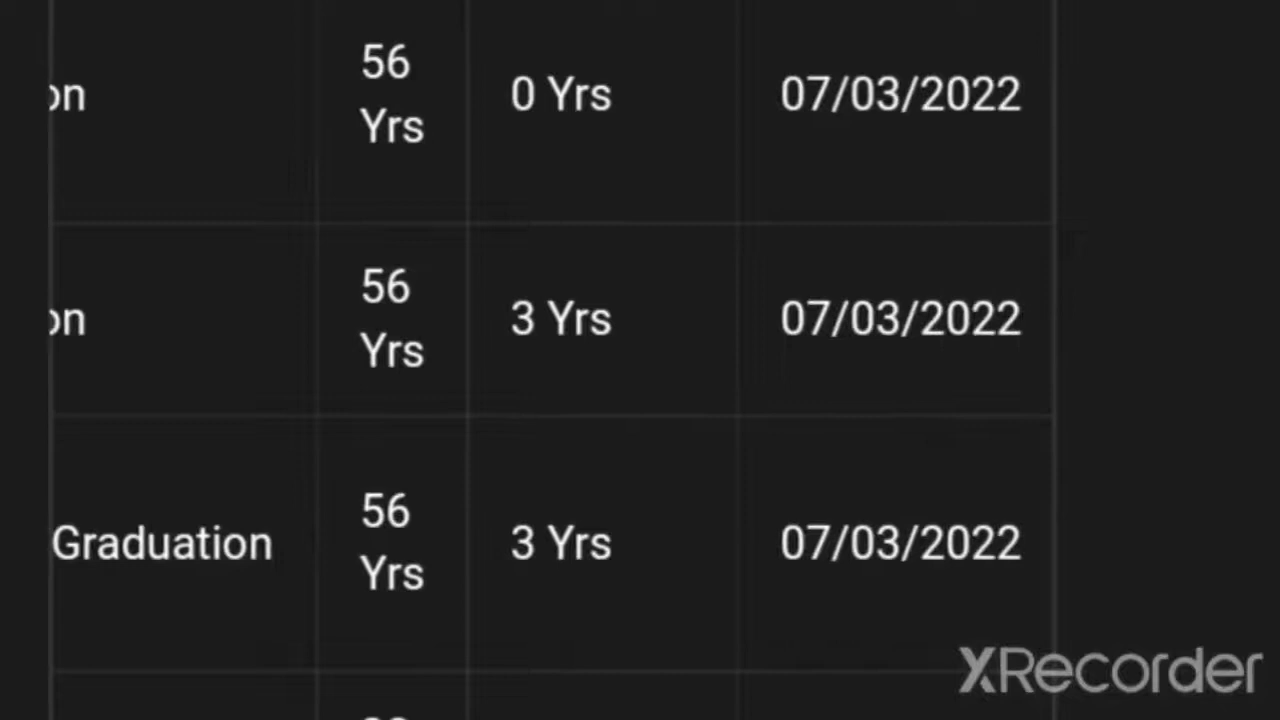 on
56
Yrs
0 Yrs
07/03/2022
on
56
Yrs
3 Yrs
07/03/2022
Graduation
56
Yrs
3 Yrs
07/03/2022
XRecorder